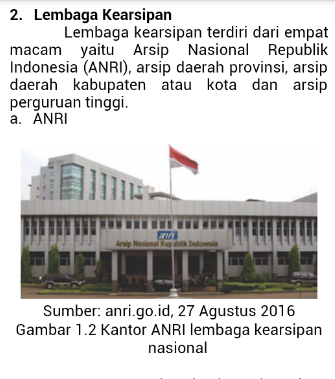 2. Lembaga Kearsipan
Lembaga kearsipan terdiri dari empat
macam yaitu Arsip Nasional Republik
Indonesia (ANRI), arsip daerah provinsi, arsip
daerah kabupaten atau kota dan arsip
perguruan tinggi.
a. ANRI
anri
Arsip Nasional Republik Indonesia
Sumber: anri.go.id, 27 Agustus 2016
Gambar 1.2 Kantor ANRI lembaga kearsipan
nasional